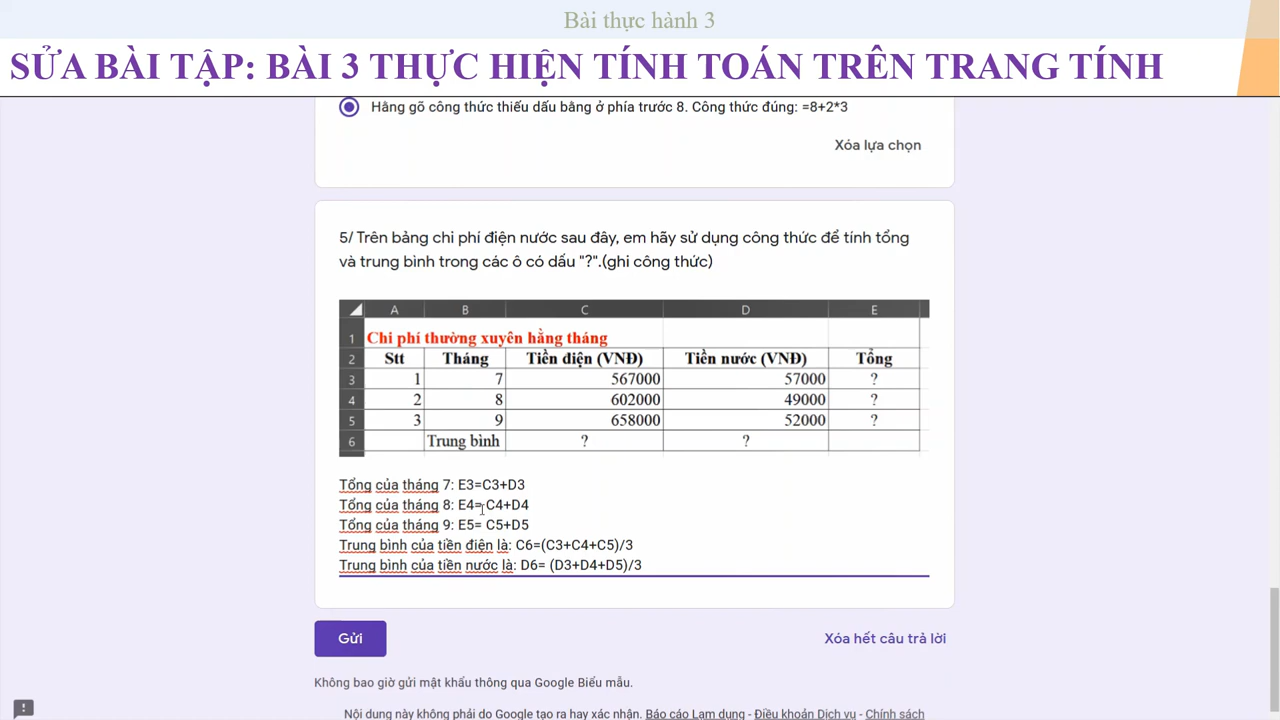 Bài thực hành 3
SỬA BÀI TẬP: BÀI 3 THỰC HIỆN TÍNH TOÁN TRÊN TRANG TÍNH
Hằng gõ công thức thiếu dấu bằng ở phía trước 8. Công thức đúng: =8+2*3
Xóa lựa chọn
5/ Trên bảng chi phí điện nước sau đây, em hãy sử dụng công thức để tính tổng
và trung bình trong các ô có dấu "?".(ghi công thức)
A B C D E
1 Chi phí thường xuyên hằng tháng
2 Stt Tháng Tiền điện (VNĐ) Tiền nước (VNĐ) Tổng
3 1 7 567000 57000 ?
4 2 8 602000 49000 ?
5 3 9 658000 52000 ?
6 Trung bình ? ?
Tổng của tháng 7: E3=C3+D3
Tổng của tháng 8: E4= C4+D4
Tổng của tháng 9: E5= C5+D5
Trung bình của tiền điện là: C6=(C3+C4+C5)/3
Trung bình của tiền nước là: D6= (D3+D4+D5)/3
Gửi
Xóa hết câu trả lời
Không bao giờ gửi mật khẩu thông qua Google Biểu mẫu.
Nội dung này không phải do Google tạo ra hay xác nhận. Báo cáo Lạm dụng - Điều khoản Dịch vụ - Chính sách